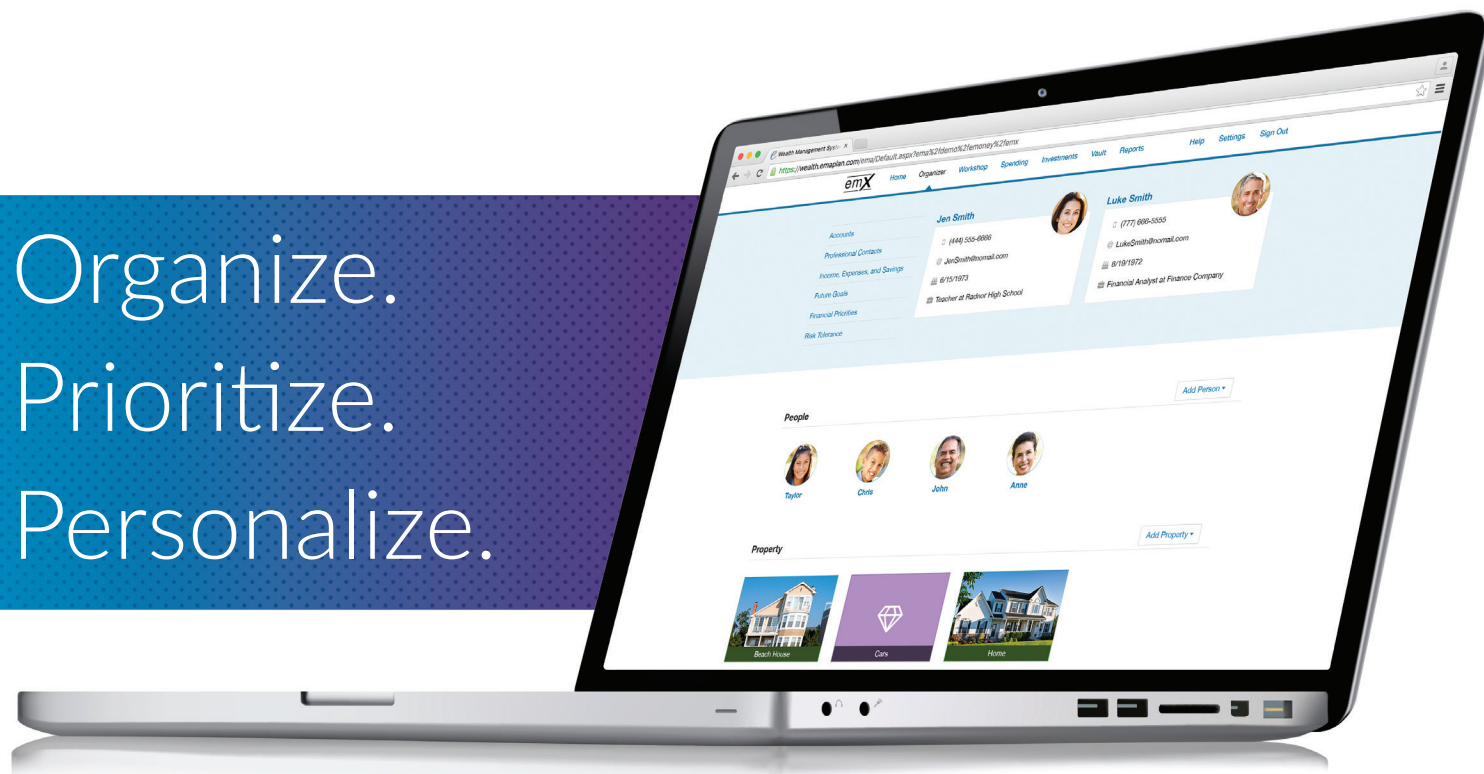 Organize.
Prioritize.
Personalize.
Wealth Management System
https://wealth.emaplan.com/ema/Default.aspx?ema%2fdemo%2femoney%2femx
emX Home Organizer Workshop Spending Investments Vault Reports Help Settings Sign Out
Accounts
Professional Contacts
Income, Expenses, and Savings
Future Goals
Financial Priorities
Risk Tolerance
Jen Smith
(444) 555-6666
JenSmith@nomail.com
6/15/1973
Teacher at Radnor High School
Luke Smith
(777) 666-5555
LukeSmith@nomail.com
8/19/1972
Financial Analyst at Finance Company
People
Add Person
Taylor Chris John Anne
Property
Add Property
Beach House Cars Home